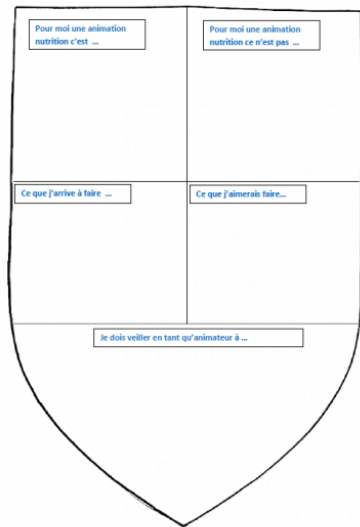 Pour moi une animation
nutrition c'est ...
Pour moi une animation
nutrition ce n'est pas ...
Ce que j'arrive à faire ...
Ce que j'aimerais faire...
Je dois veiller en tant qu'animateur à ...